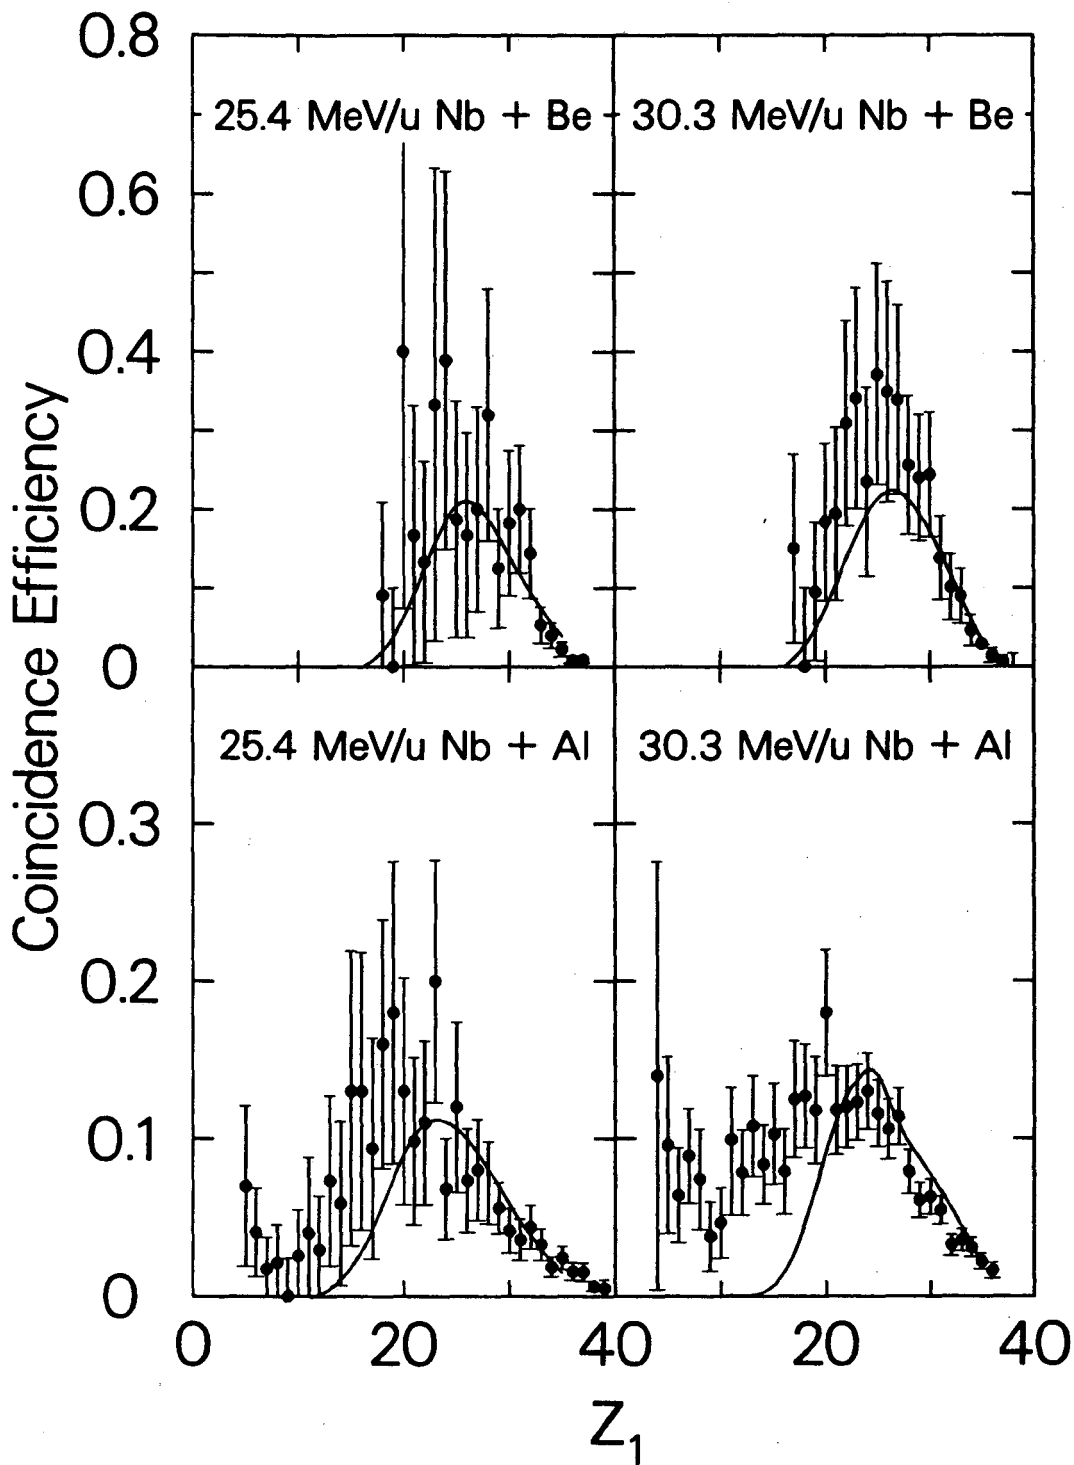 0.8
25.4 MeV/u Nb + Be
30.3 MeV/u Nb + Be
0.6
0.4
0.2
0
Coincidence Efficiency
25.4 MeV/u Nb + Al
30.3 MeV/u Nb + Al
0.3
0.2
0.1
0
0 20 40 20 40
Z₁